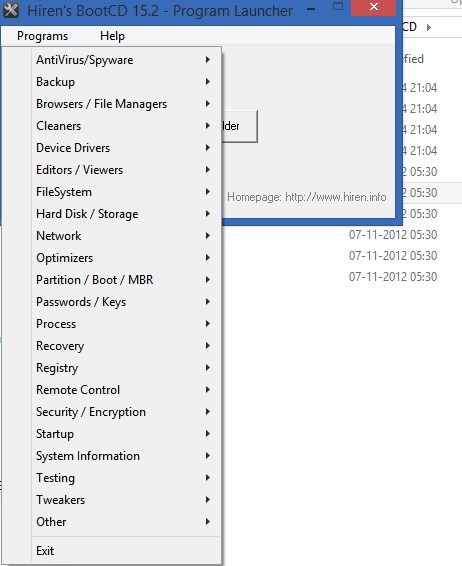 Hiren's BootCD 15.2 - Program Launcher
CD
Programs Help
AntiVirus/Spyware
Backup
Browsers / File Managers
Cleaners
Device Drivers
Editors / Viewers
FileSystem
Hard Disk / Storage
Network
Optimizers
Partition / Boot / MBR
Passwords / Keys
Process
Recovery
Registry
Remote Control
Security / Encryption
Startup
System Information
Testing
Tweakers
Other
Exit
lder
Homepage: http://www.hiren.info
ified
4 21:04
4 21:04
4 21:04
4 21:04
2 05:30
2 05:30
2 05:30
07-11-2012 05:30
07-11-2012 05:30
07-11-2012 05:30